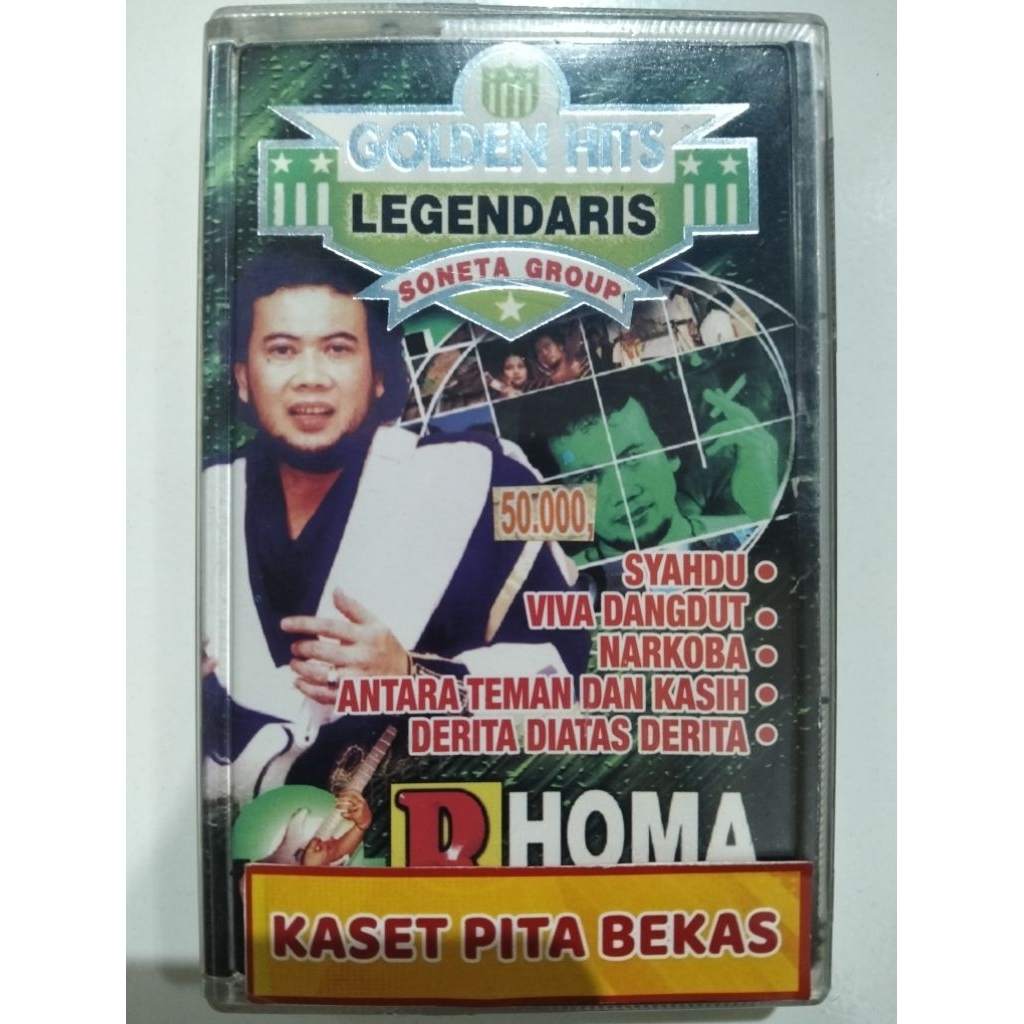 GOLDEN HITS
LEGENDARIS
SONETA GROUP
50.000,
SYAHDU •
VIVA DANGDUT •
NARKOBA •
ANTARA TEMAN DAN KASIH •
DERITA DIATAS DERITA •
RHOMA
KASET PITA BEKAS